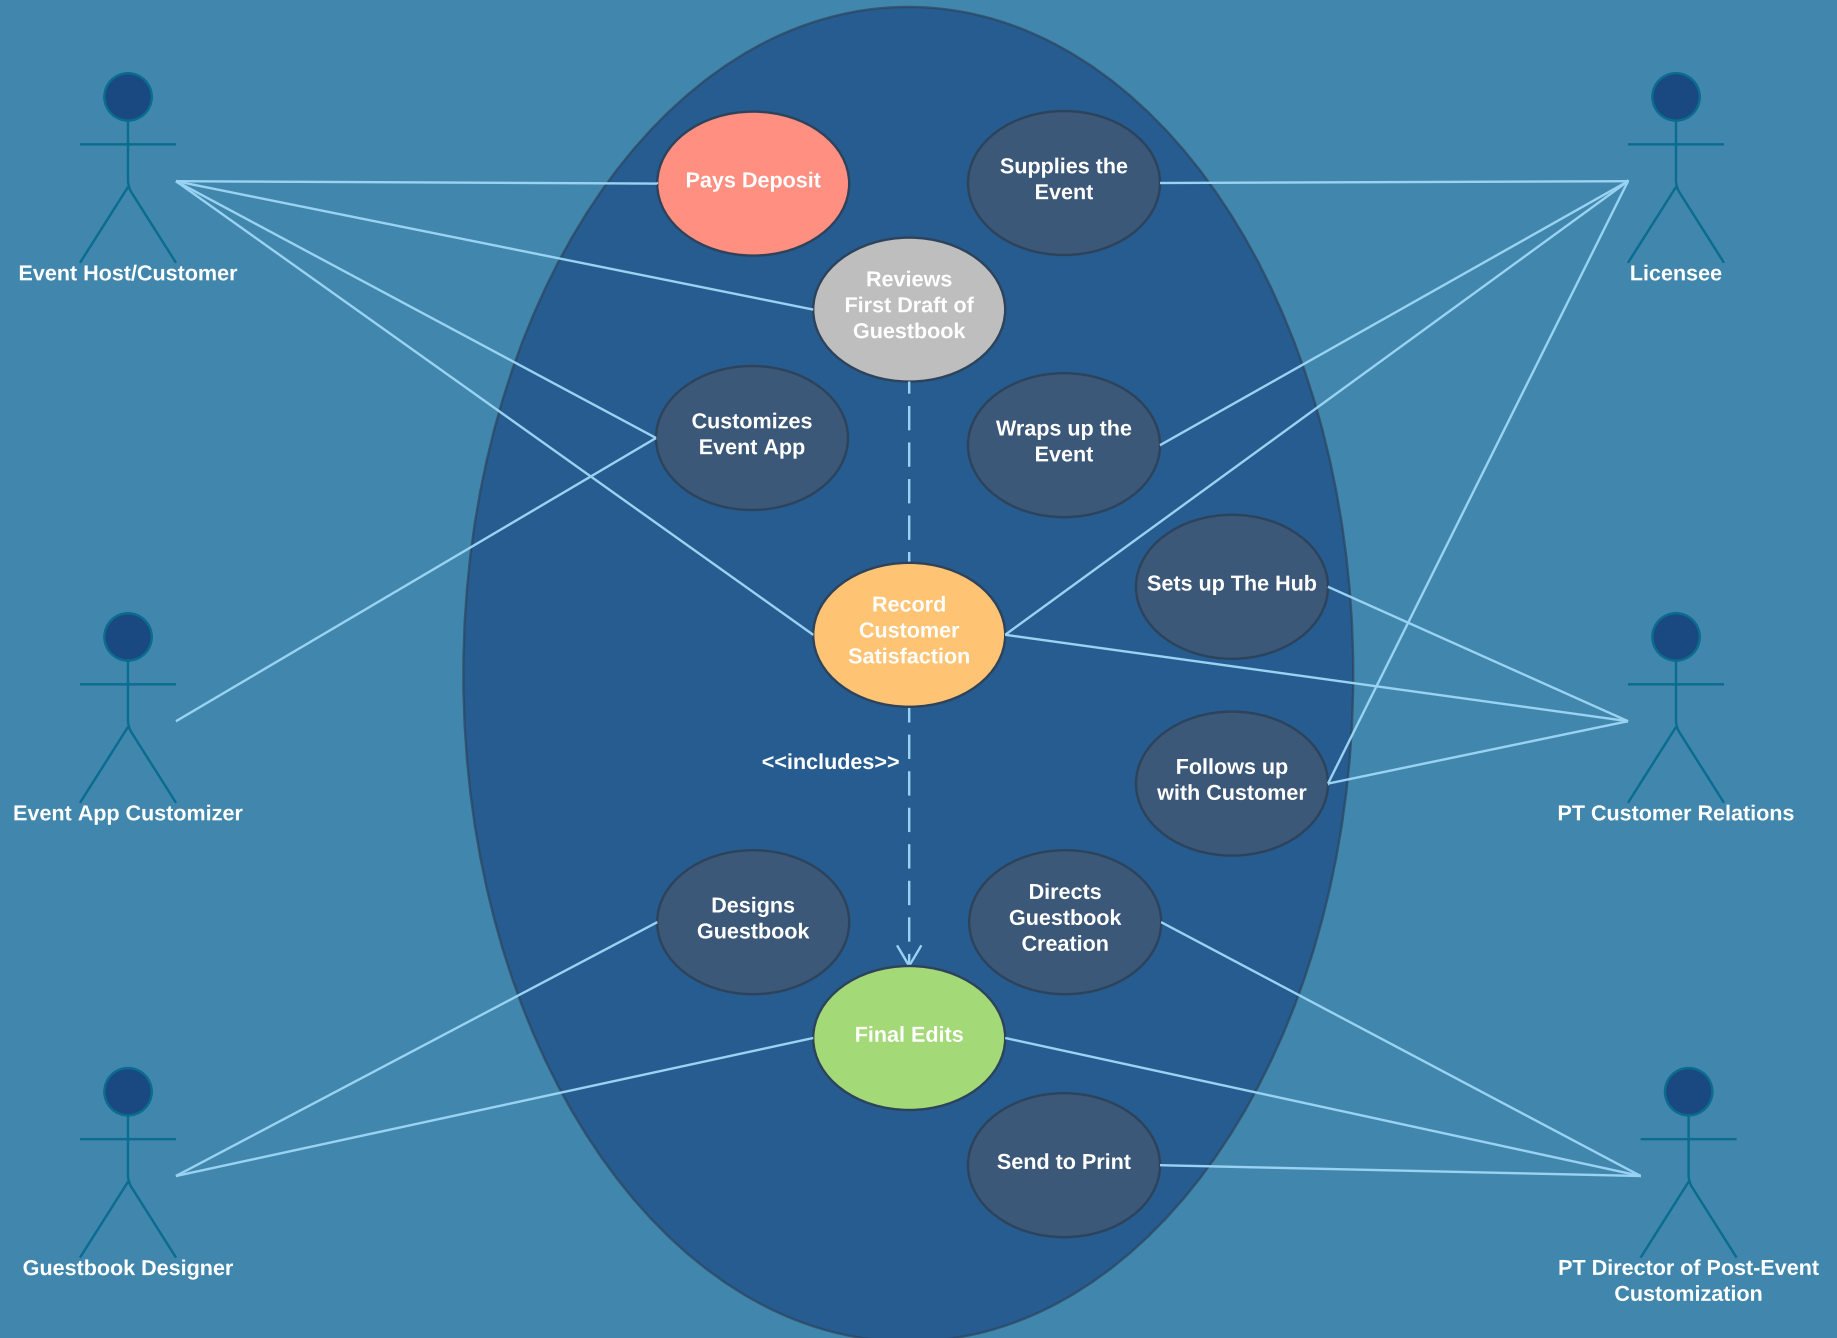 Pays Deposit
Supplies the
Event
Event Host/Customer
Licensee
Reviews
First Draft of
Guestbook
Customizes
Event App
Wraps up the
Event
Sets up The Hub
Record
Customer
Satisfaction
<<includes>>
Follows up
with Customer
Event App Customizer
PT Customer Relations
Designs
Guestbook
Directs
Guestbook
Creation
Final Edits
Send to Print
Guestbook Designer
PT Director of Post-Event
Customization